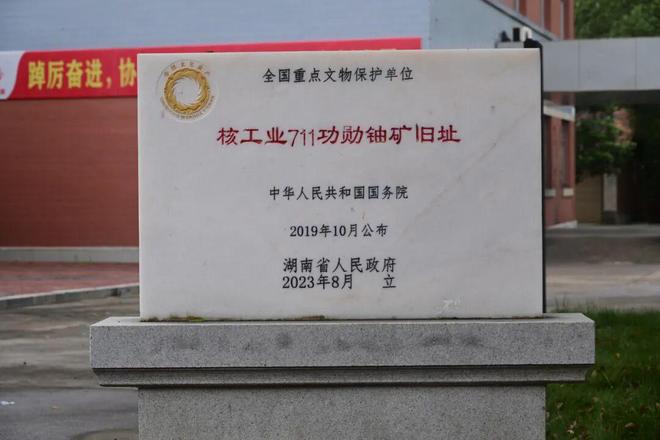 踔厉奋进,协
全国重点文物保护单位
核工业711功勋铀矿旧址
中华人民共和国国务院
2019年10月公布
湖南省人民政府
2023年8月 立